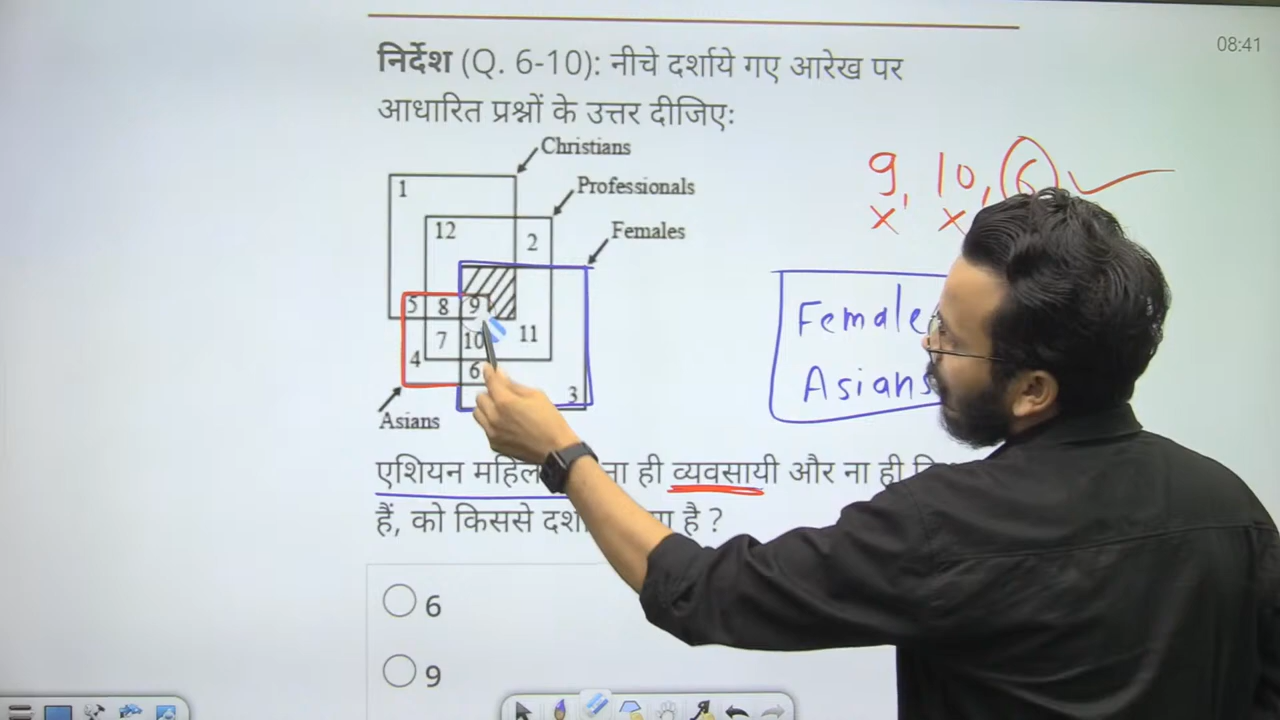 08:41
निर्देश (Q. 6-10): नीचे दर्शाये गए आरेख पर
आधारित प्रश्नों के उत्तर दीजिए:
Christians
Professionals
Females
1
12
2
5 8 9
7 10 11
4
6
3
Asians
9, 10, 6
x x
Female
Asians
एशियन ना ही व्यवसायी और ना ही
हैं, को किससे है ?
6
9